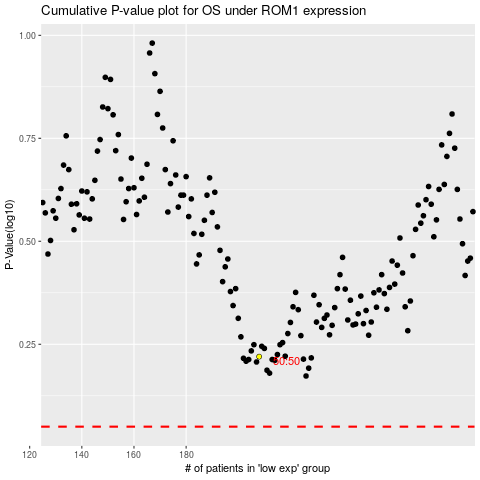 Cumulative P-value plot for OS under ROM1 expression
P-Value(log10)
1.00
0.75
0.50
0.25
50:50
120 140 160 180
# of patients in 'low exp' group